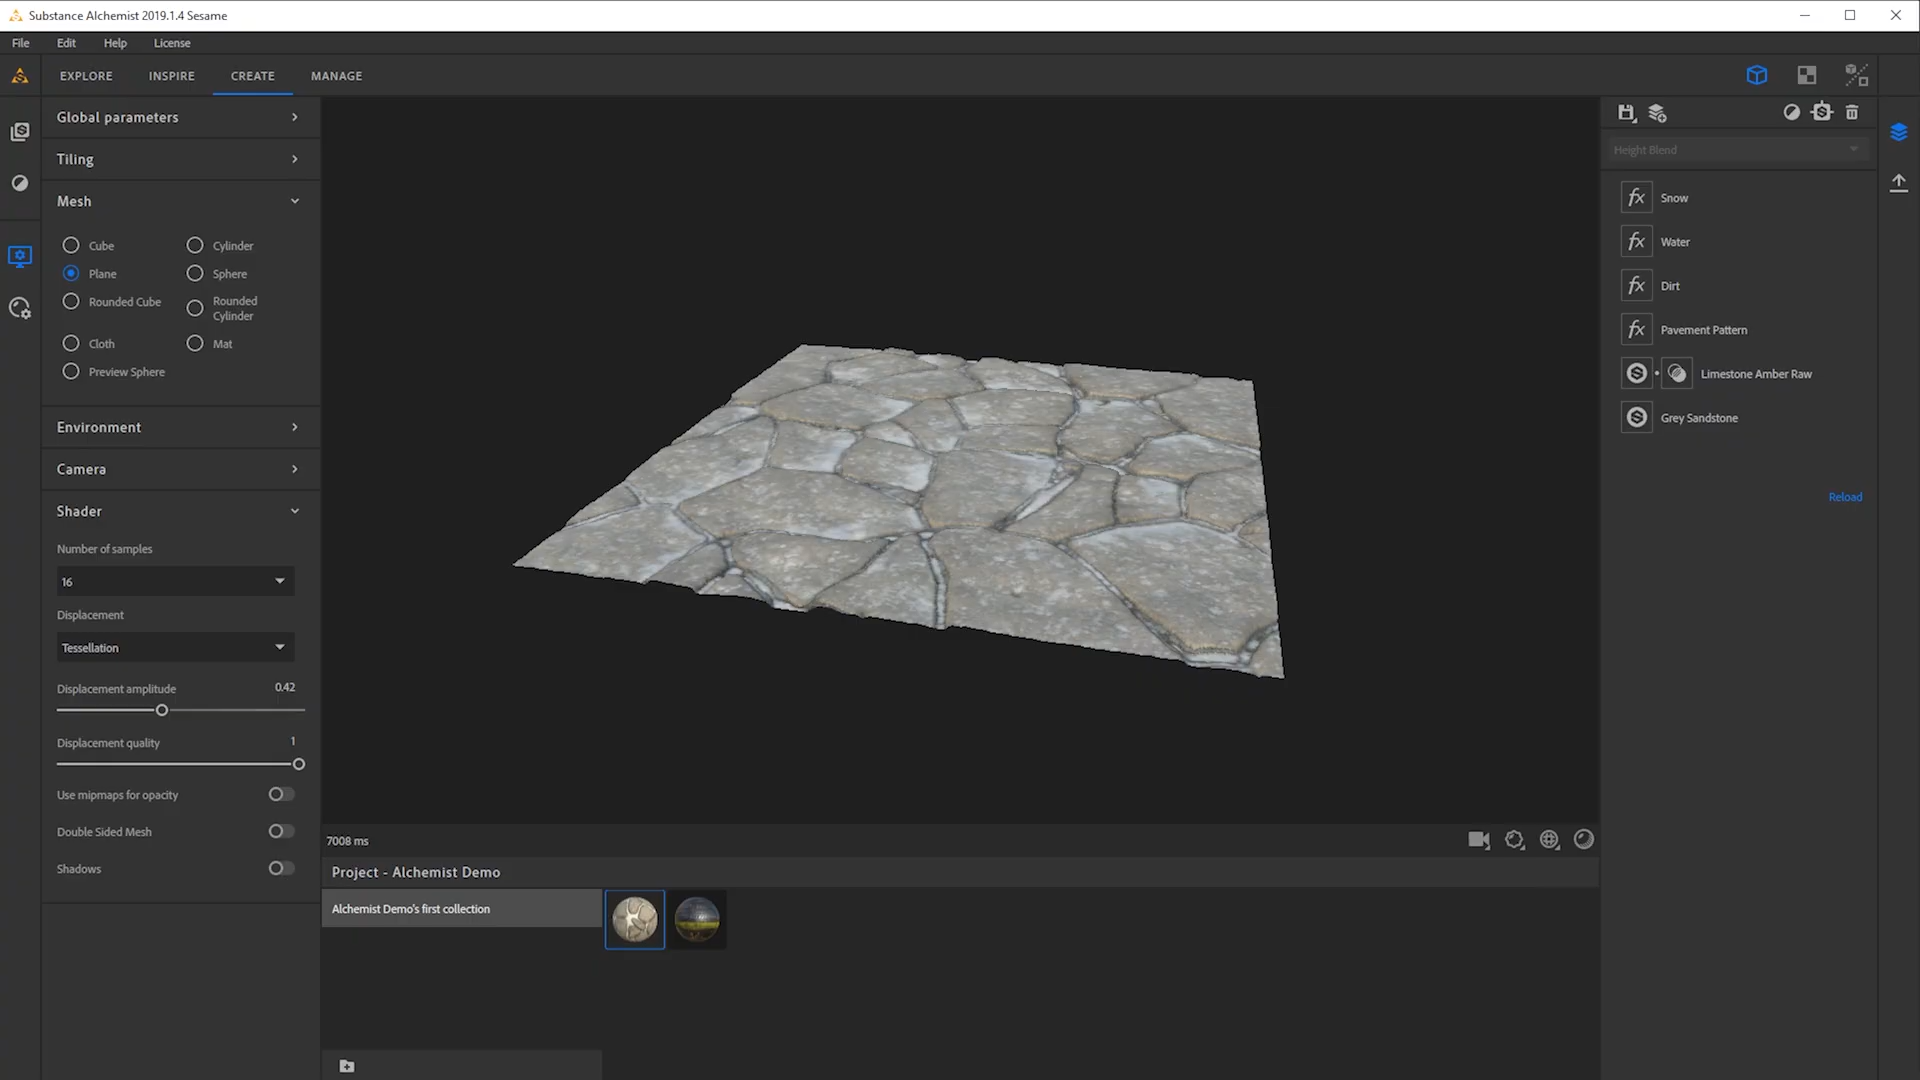 Substance Alchemist 2019.1.4 Sesame
File Edit Help License
EXPLORE INSPIRE CREATE MANAGE
Global parameters
Tiling
Mesh
Cube Cylinder
Plane Sphere
Rounded Cube Rounded
Cylinder
Cloth Mat
Preview Sphere
Environment
Camera
Shader
Number of samples
16
Displacement
Tessellation
Displacement amplitude 0.42
Displacement quality 1
Use mipmaps for opacity
Double Sided Mesh
Shadows
7008 ms
Project - Alchemist Demo
Alchemist Demo's first collection
Height Blend
fx Snow
fx Water
fx Dirt
fx Pavement Pattern
Limestone Amber Raw
Grey Sandstone
Reload